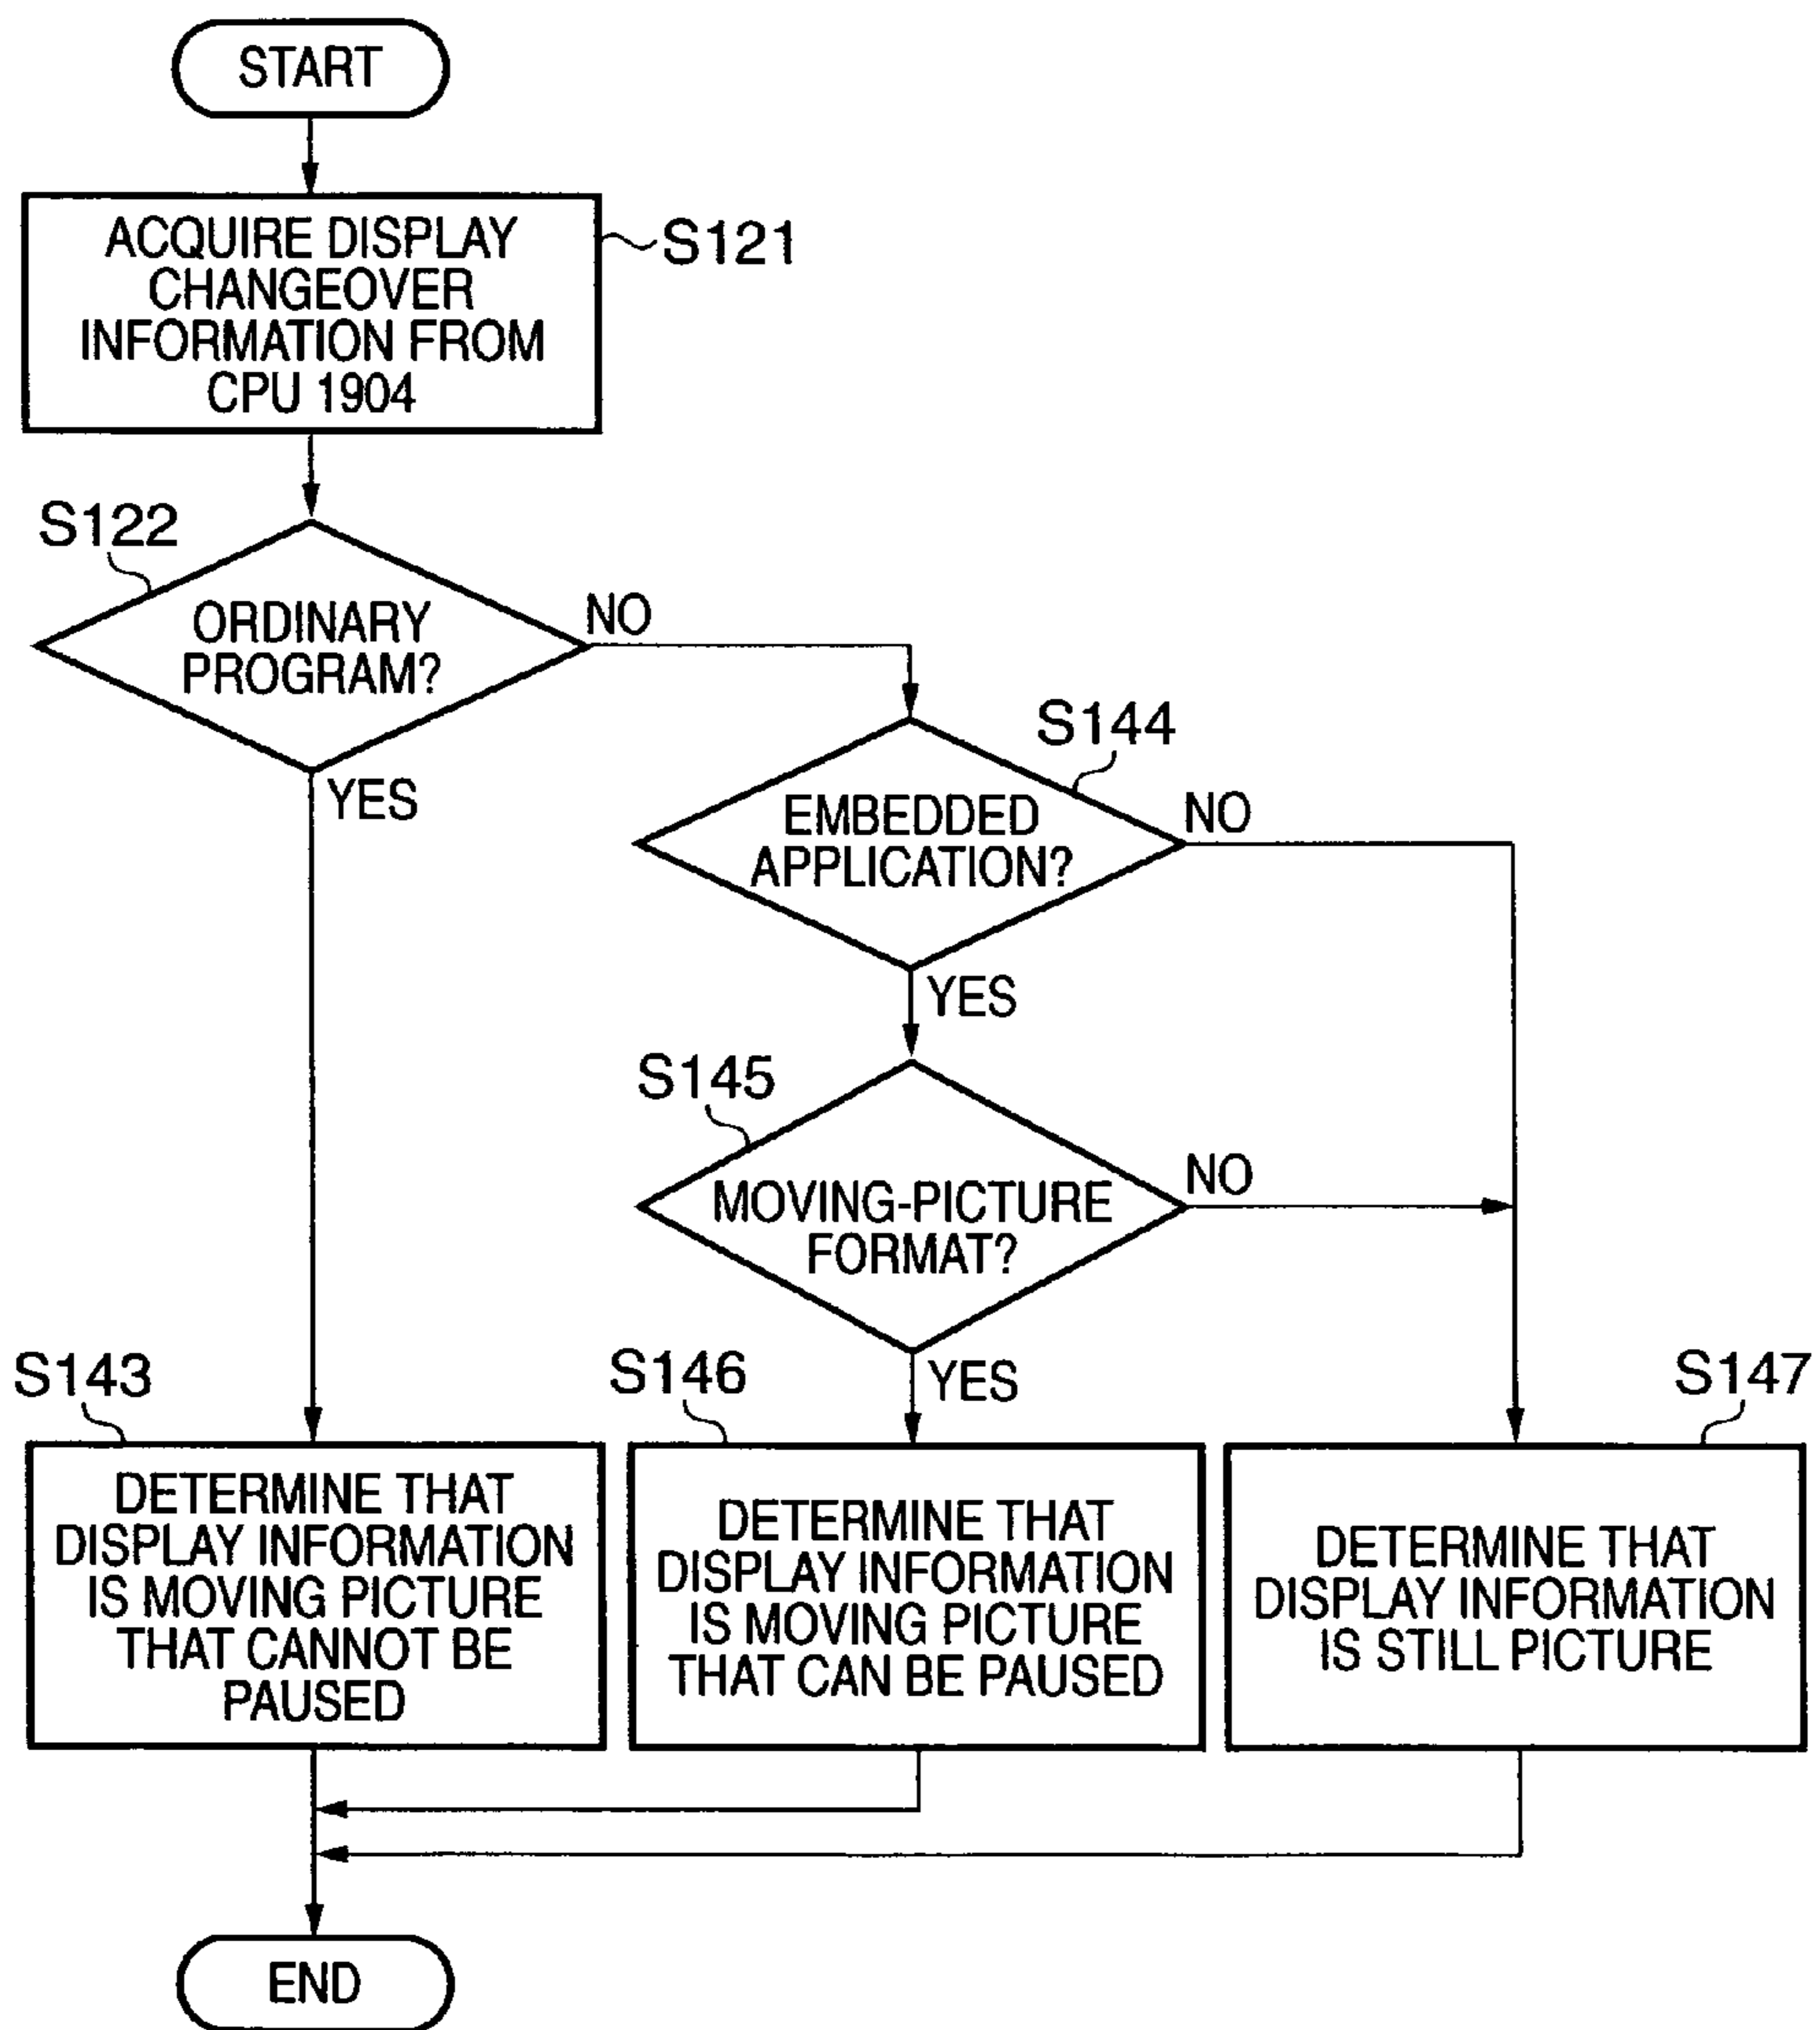 START
ACQUIRE DISPLAY
CHANGEOVER
INFORMATION FROM
CPU 1904
S121
S122
ORDINARY
PROGRAM?
NO
YES
S144
EMBEDDED
APPLICATION?
NO
YES
S145
MOVING-PICTURE
FORMAT?
NO
YES
S143
DETERMINE THAT
DISPLAY INFORMATION
IS MOVING PICTURE
THAT CANNOT BE
PAUSED
S146
DETERMINE THAT
DISPLAY INFORMATION
IS MOVING PICTURE
THAT CAN BE PAUSED
S147
DETERMINE THAT
DISPLAY INFORMATION
IS STILL PICTURE
END